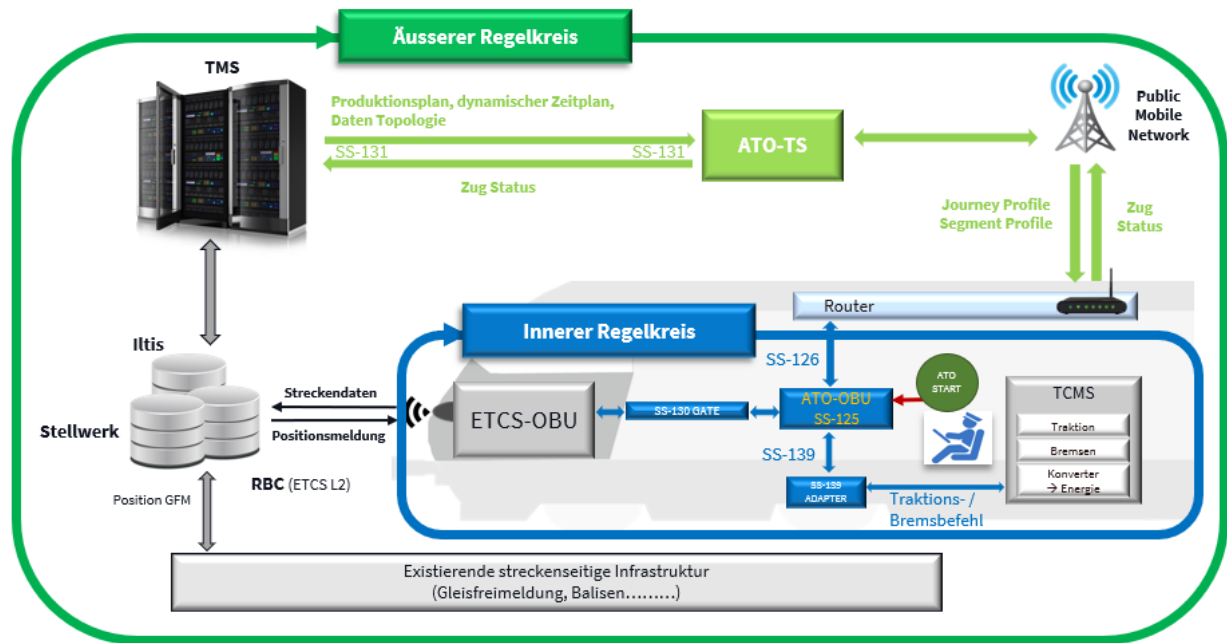 Äusserer Regelkreis
TMS
Produktionsplan, dynamischer Zeitplan,
Daten Topologie
SS-131
SS-131
Zug Status
ATO-TS
Public
Mobile
Network
Journey Profile
Segment Profile
Zug
Status
Router
Innerer Regelkreis
Iltis
Stellwerk
Streckendaten
Positionsmeldung
RBC (ETCS L2)
Position GFM
ETCS-OBU
SS-130 GATE
SS-126
ATO-OBU
SS-125
ATO
START
SS-139
SS-139
ADAPTER
Traktions- /
Bremsbefehl
TCMS
Traktion
Bremsen
Konverter
→ Energie
Existierende streckenseitige Infrastruktur
(Gleisfreimeldung, Balisen………)